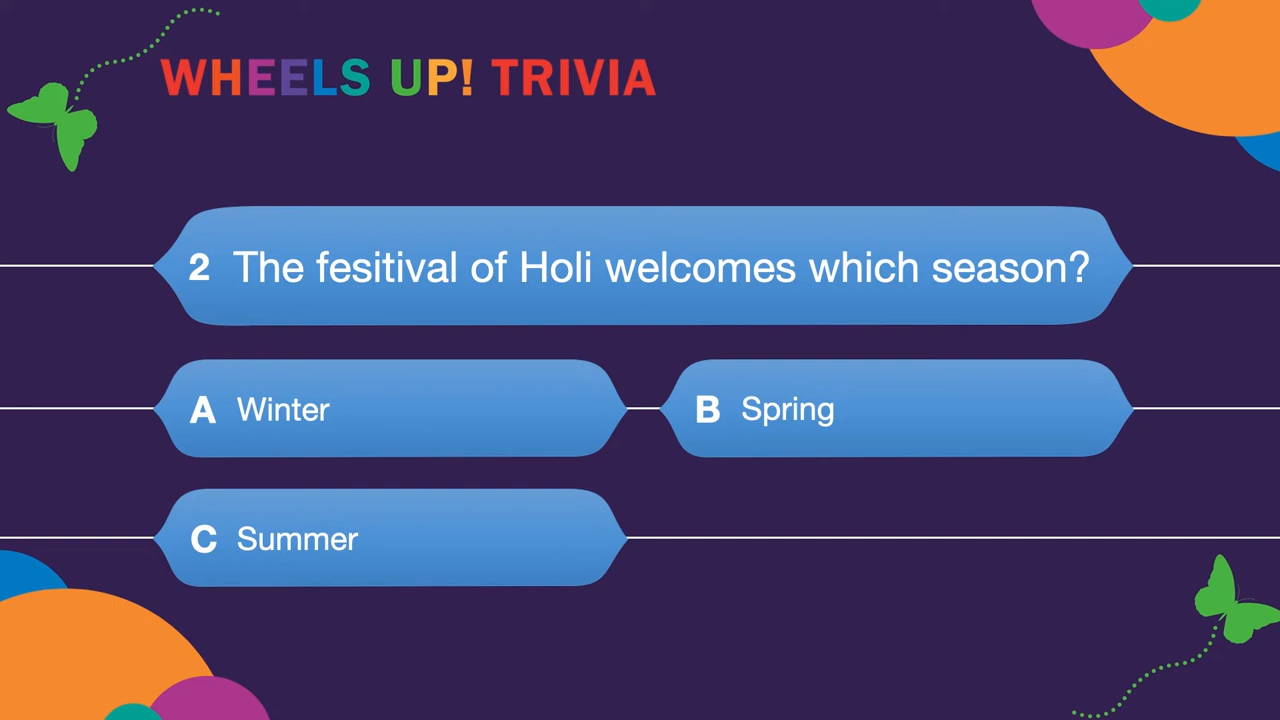 WHEELS UP! TRIVIA
2 The fesitival of Holi welcomes which season?
A Winter
B Spring
C Summer